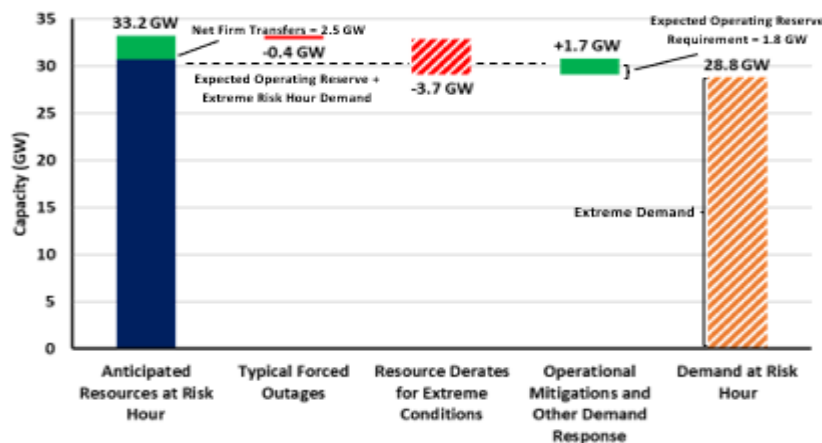 35
30
25
20
15
10
5
0
Capacity (GW)
33.2 GW
Net Firm Transfers = 2.5 GW
-0.4 GW
Expected Operating Reserve +
Extreme Risk Hour Demand
-3.7 GW
+1.7 GW
Expected Operating Reserve
Requirement = 1.8 GW
28.8 GW
Extreme Demand
Anticipated
Resources at Risk
Hour
Typical Forced
Outages
Resource Derates
for Extreme
Conditions
Operational
Mitigations and
Other Demand
Response
Demand at Risk
Hour